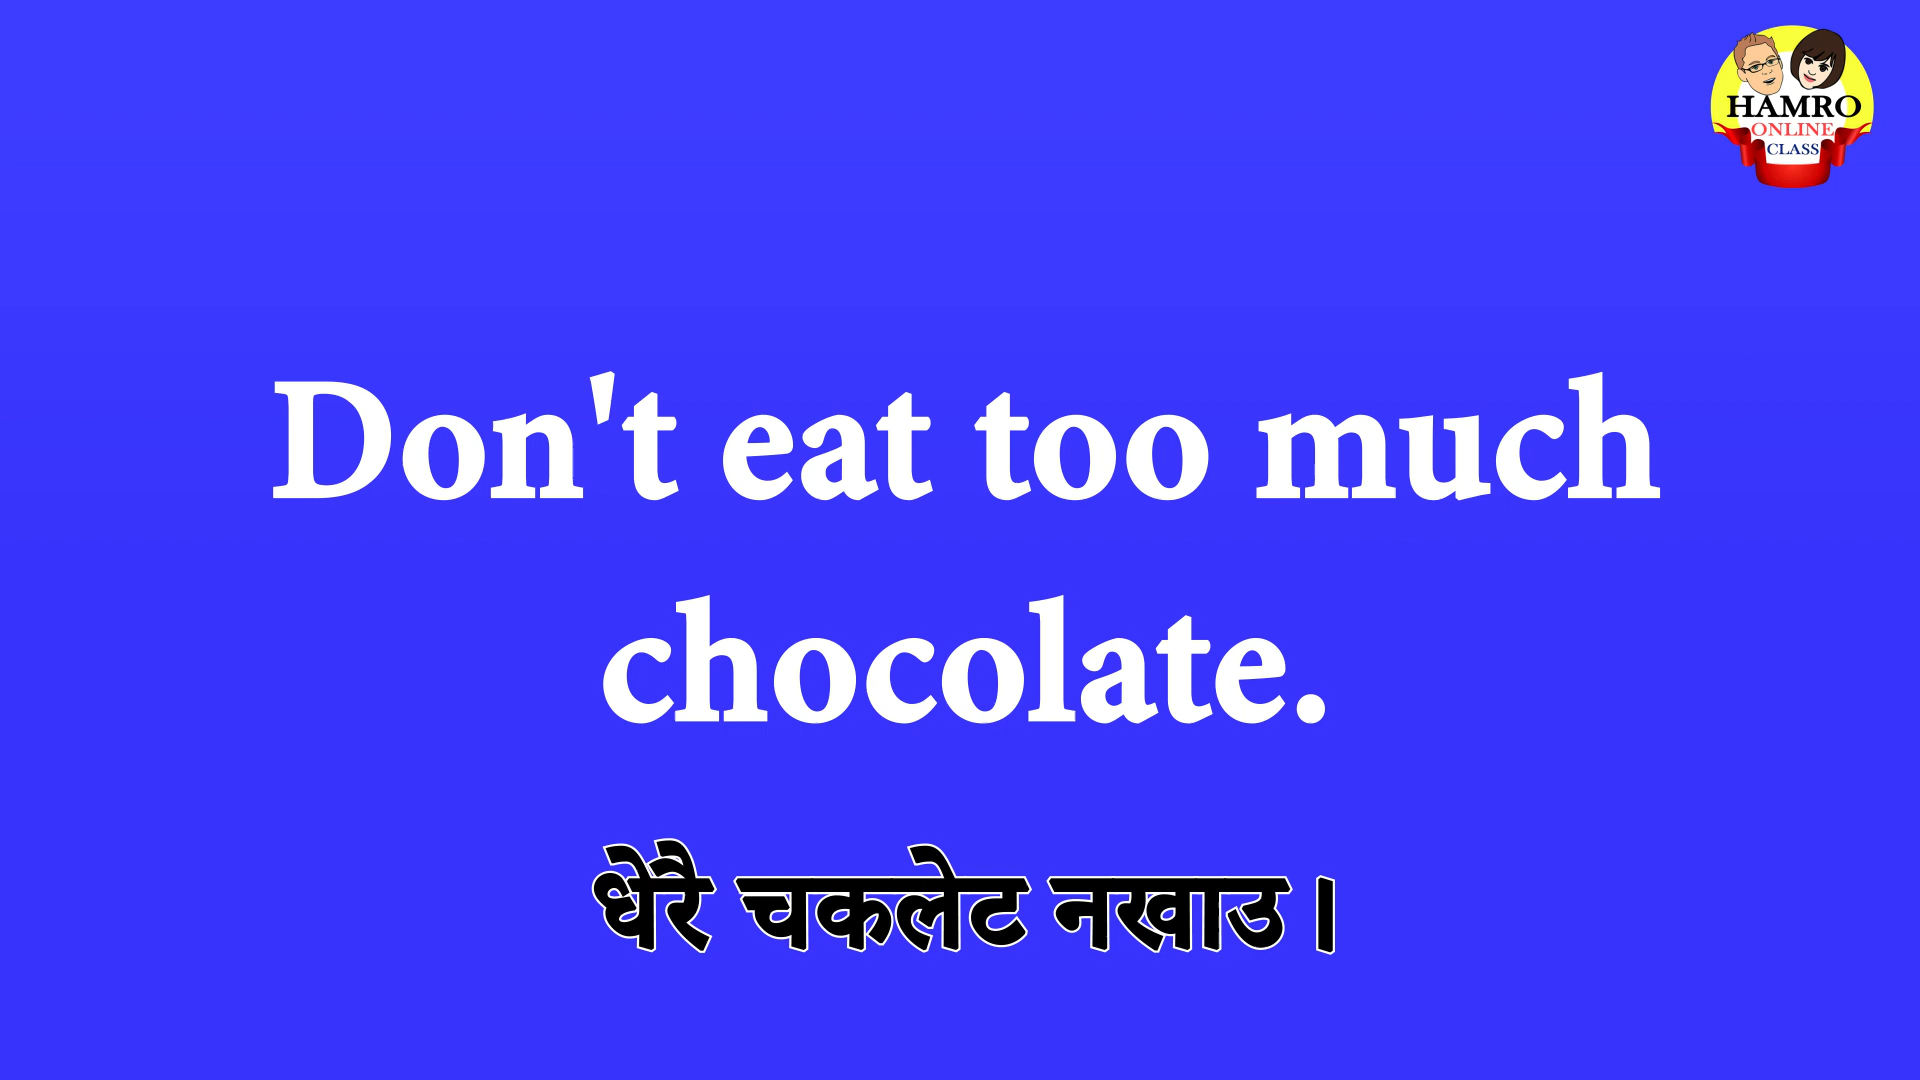 HAMRO
ONLINE
CLASS
Don't eat too much
chocolate.
धेरै चकलेट नखाउ।